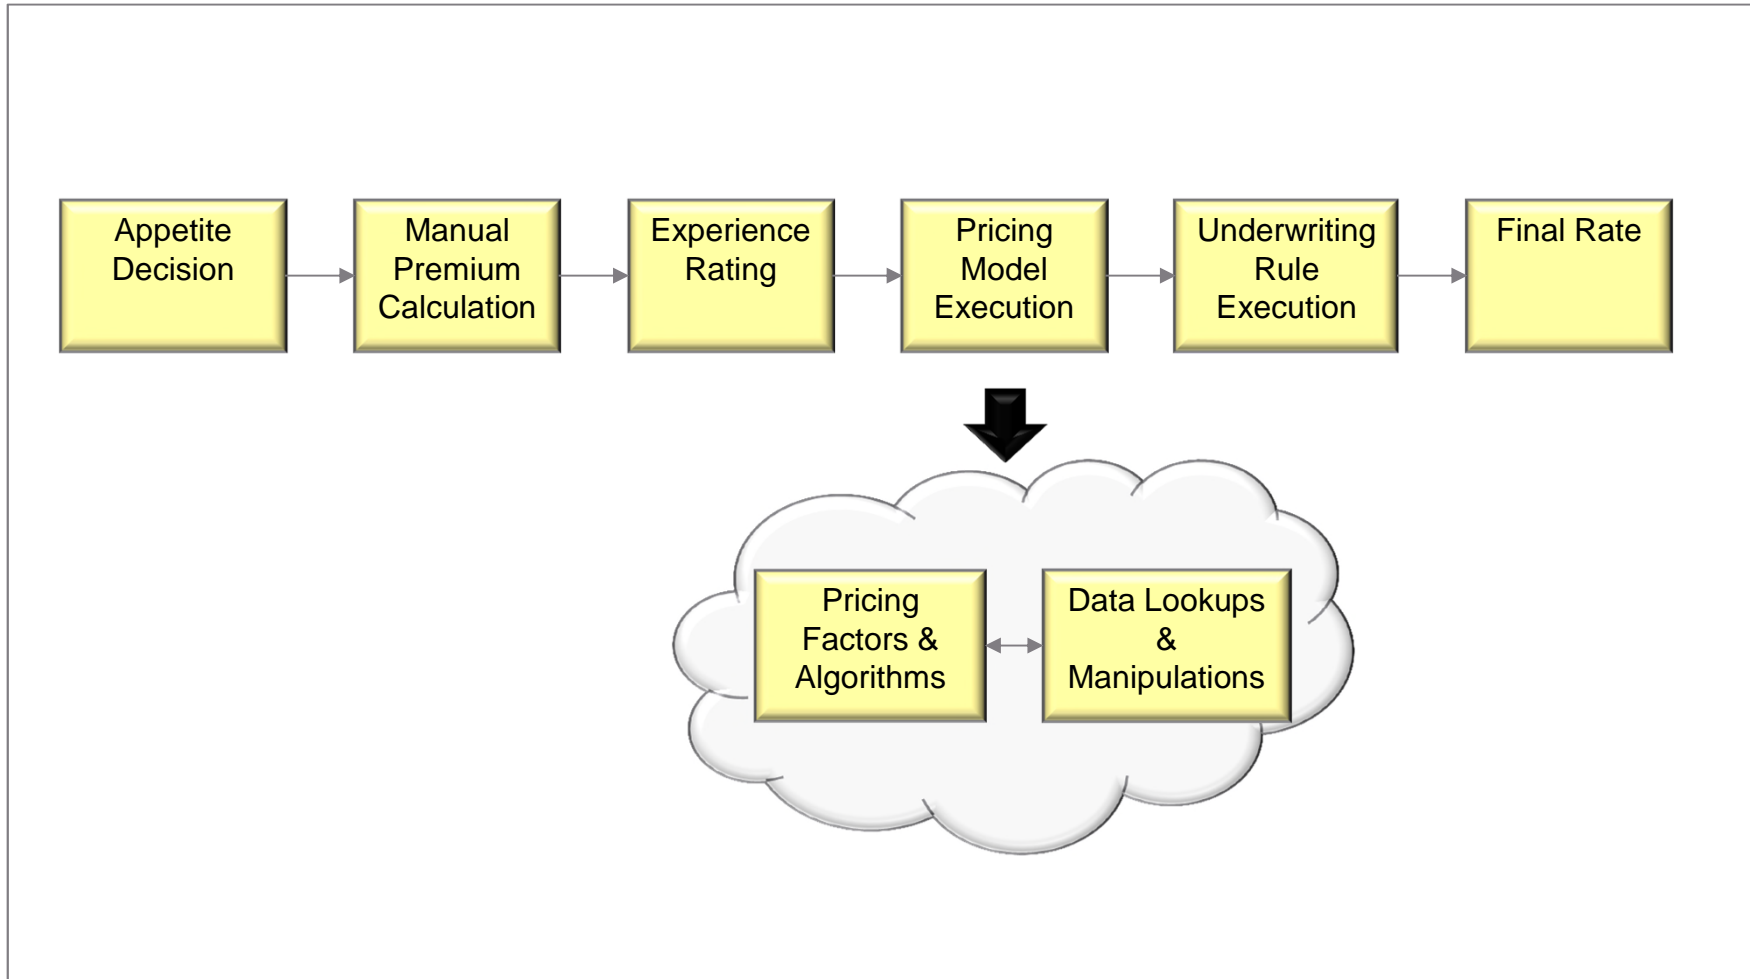 Appetite
Decision
Manual
Premium
Calculation
Experience
Rating
Pricing
Model
Execution
Underwriting
Rule
Execution
Final Rate
Pricing
Factors &
Algorithms
Data Lookups
&
Manipulations